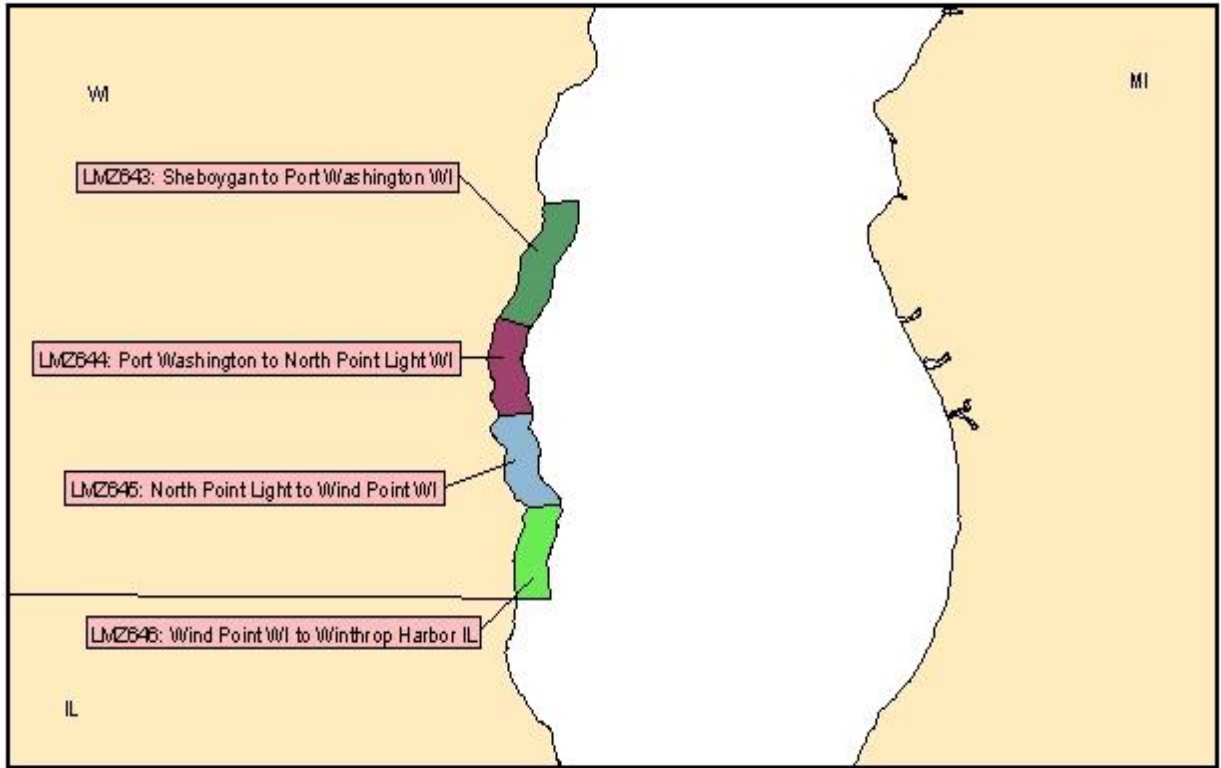 WI
MI
LMZ643: Sheboygan to Port Washington WI
LMZ644: Port Washington to North Point Light WI
LMZ645: North Point Light to Wind Point WI
LMZ646: Wind Point WI to Winthrop Harbor IL
IL